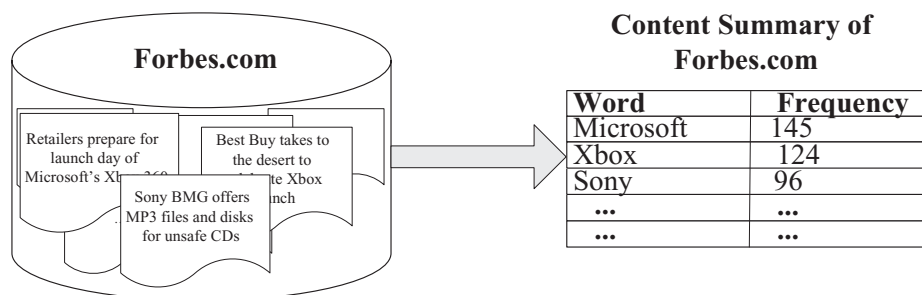 Forbes.com
Retailers prepare for
launch day of
Microsoft's Xbox 360
Best Buy takes to
the desert to
Xbox
Sony BMG offers
MP3 files and disks
for unsafe CDs
Content Summary of
Forbes.com
Word Frequency
Microsoft 145
Xbox 124
Sony 96
... ...
... ...